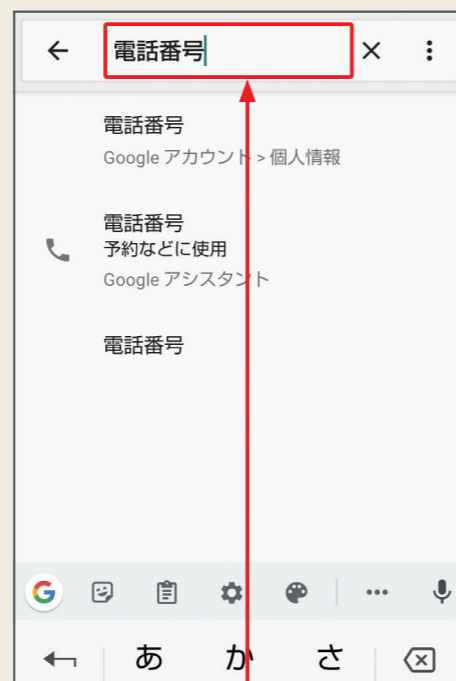 電話番号
電話番号
Google アカウント > 個人情報
電話番号
予約などに使用
Google アシスタント
電話番号
G
あ か さ